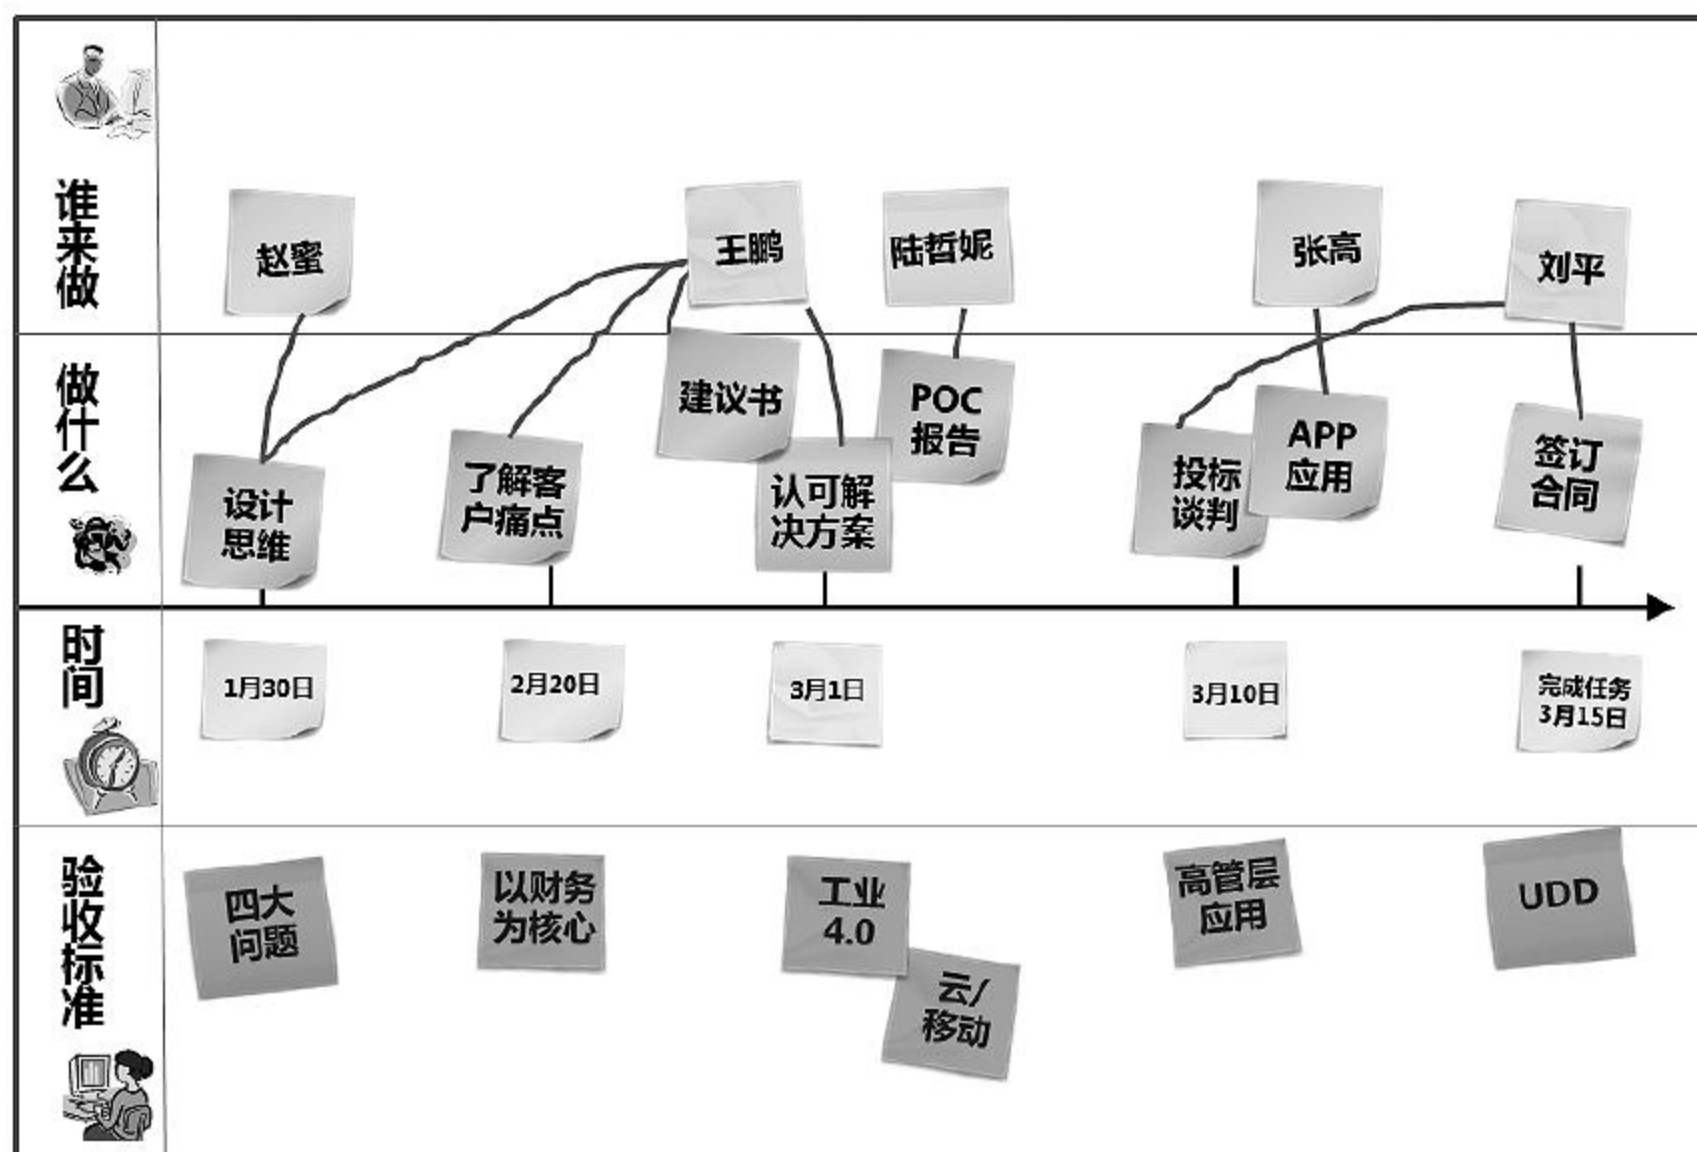 谁来做
赵蜜
王鹏
陆哲妮
张高
刘平
做什么
设计
思维
了解客
户痛点
建议书
认可解
决方案
POC
报告
投标
谈判
APP
应用
签订
合同
时间
1月30日
2月20日
3月1日
3月10日
完成任务
3月15日
验收标准
四大
问题
以财务
为核心
工业
4.0
云/
移动
高管层
应用
UDD